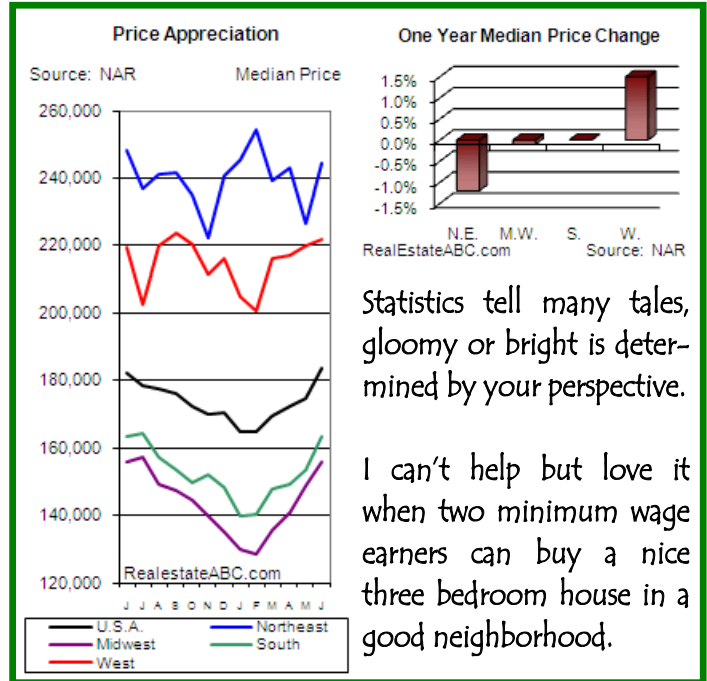 Price Appreciation
Source: NAR Median Price
260,000
240,000
220,000
200,000
180,000
160,000
140,000
120,000
RealestateABC.com
J J A S O N D J F M A M J
U.S.A. Northeast
Midwest South
West
One Year Median Price Change
1.5%
1.0%
0.5%
0.0%
-0.5%
-1.0%
-1.5%
N.E. M.W. S. W.
RealEstateABC.com Source: NAR
Statistics tell many tales,
gloomy or bright is deter-
mined by your perspective.
I can't help but love it
when two minimum wage
earners can buy a nice
three bedroom house in a
good neighborhood.